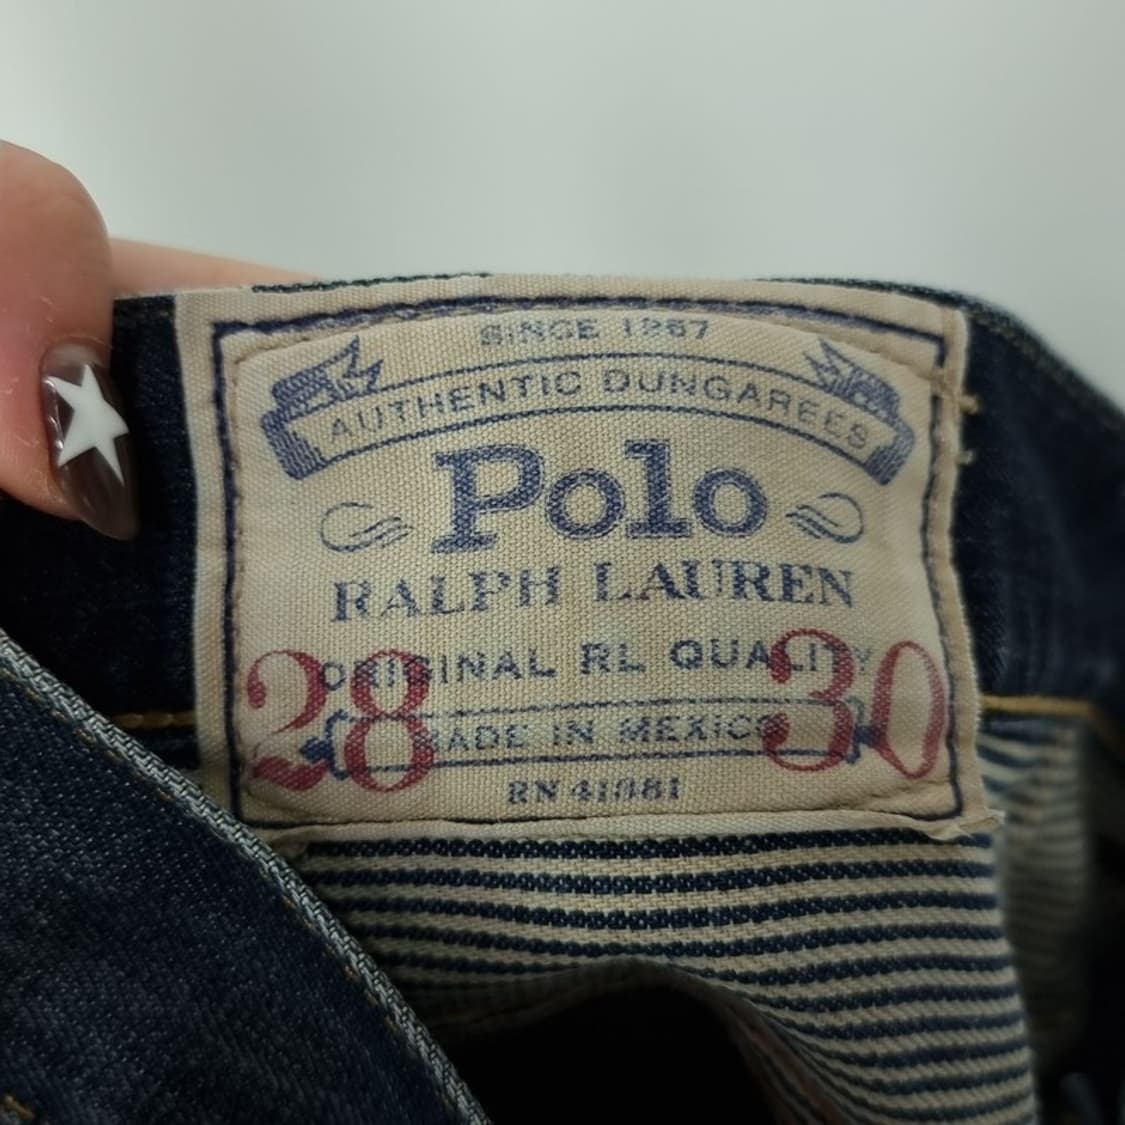 SINCE 1967
AUTHENTIC DUNGAREES
Polo
RALPH LAUREN
ORIGINAL RL QUALITY
28 30
MADE IN MEXICO
RN 41381